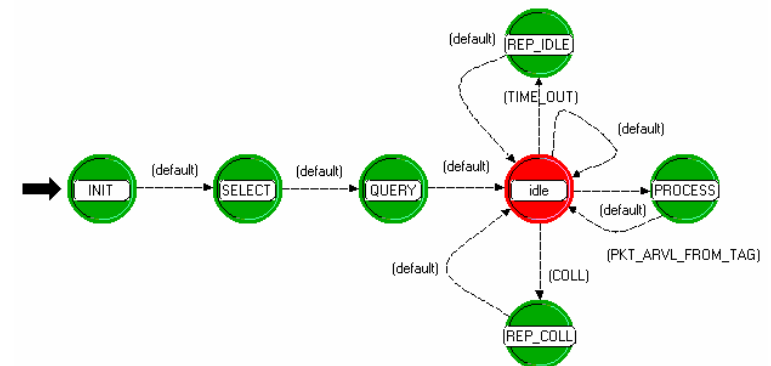 (default)
REP_IDLE
(TIME_OUT)
(default)
(default)
(default)
(default)
INIT
SELECT
QUERY
idle
PROCESS
(default)
(PKT_ARVL_FROM_TAG)
(default)
(COLL)
REP_COLL